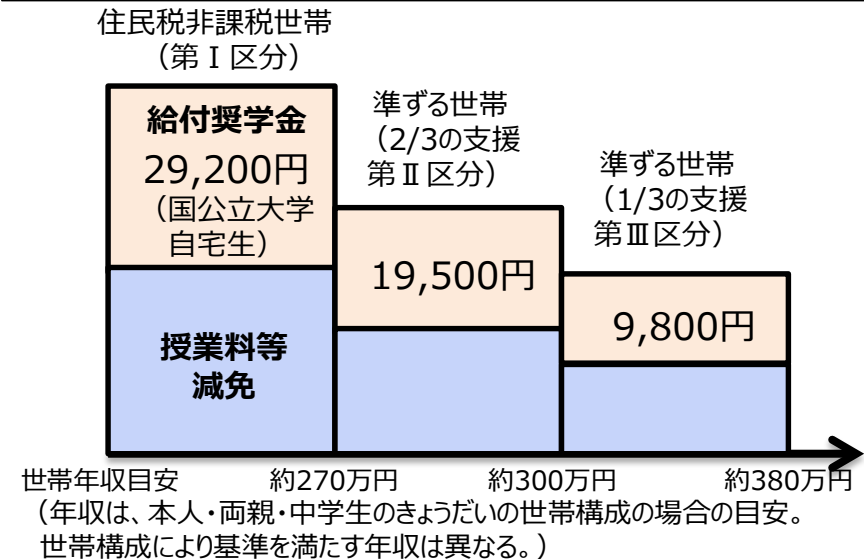 住民税非課税世帯
（第Ⅰ区分）
給付奨学金
29,200円
（国公立大学
自宅生）
授業料等
減免
準ずる世帯
（2/3の支援
第Ⅱ区分）
19,500円
準ずる世帯
（1/3の支援
第Ⅲ区分）
9,800円
世帯年収目安 約270万円 約300万円 約380万円
（年収は、本人・両親・中学生のきょうだいの世帯構成の場合の目安。
世帯構成により基準を満たす年収は異なる。）